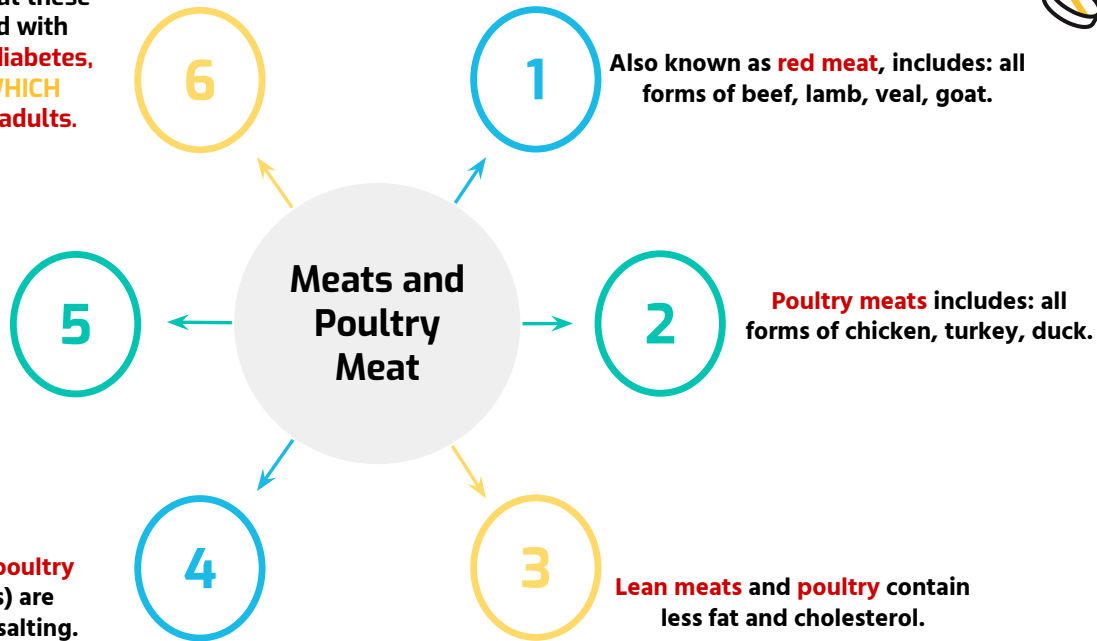 d with
diabetes,
WHICH
adults.
6
1
Also known as red meat, includes: all
forms of beef, lamb, veal, goat.
5
Meats and
Poultry
Meat
2
Poultry meats includes: all
forms of chicken, turkey, duck.
4
poultry
s) are
salting.
3
Lean meats and poultry contain
less fat and cholesterol.